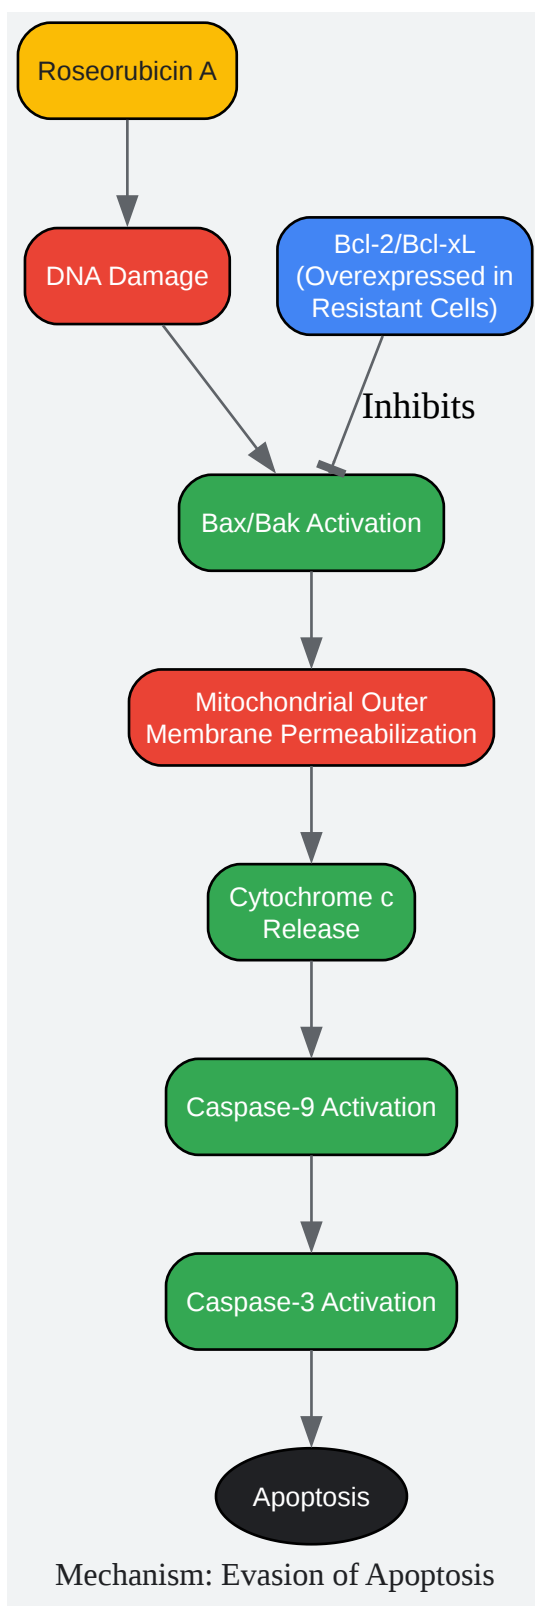 Roseorubicin A
DNA Damage
Bcl-2/Bcl-xL
(Overexpressed in
Resistant Cells)
Inhibits
Bax/Bak Activation
Mitochondrial Outer
Membrane Permeabilization
Cytochrome c
Release
Caspase-9 Activation
Caspase-3 Activation
Apoptosis
Mechanism: Evasion of Apoptosis